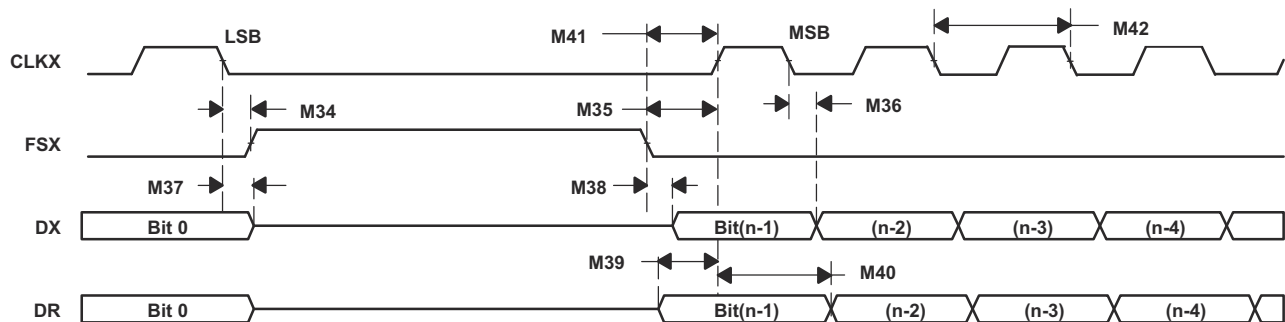 LSB
M41
MSB
M42
CLKX
M34
M35
M36
FSX
M37
M38
DX
Bit 0
Bit(n-1)
(n-2)
(n-3)
(n-4)
M39
M40
DR
Bit 0
Bit(n-1)
(n-2)
(n-3)
(n-4)